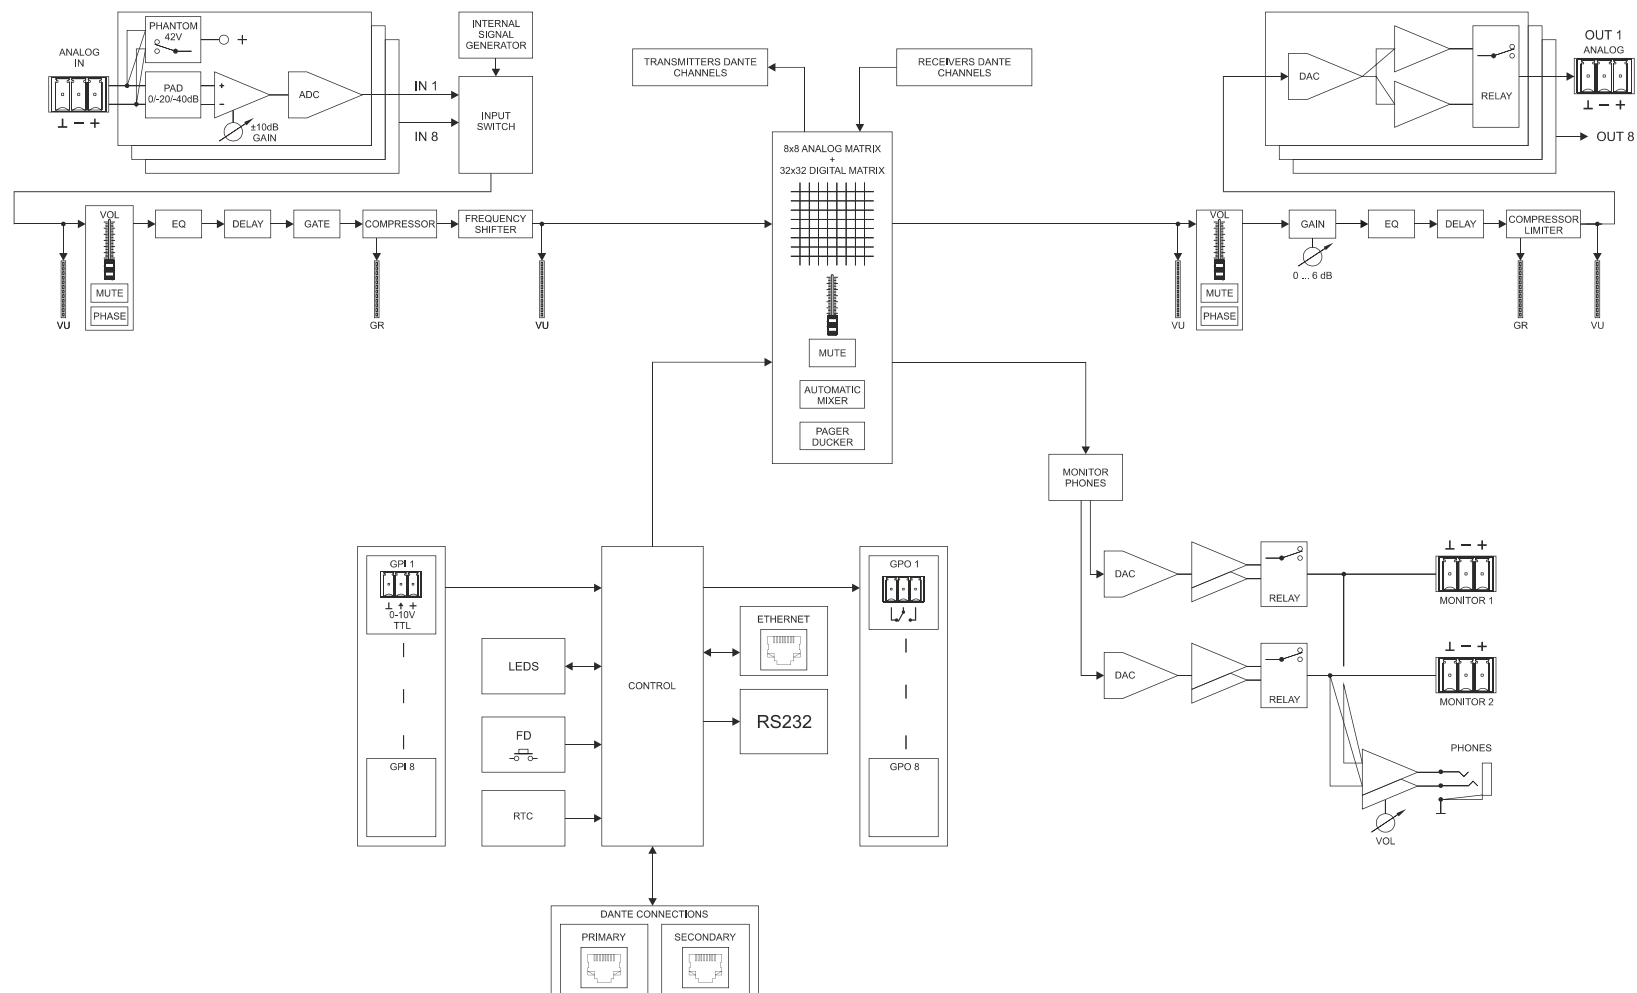 ANALOG
IN
⊥ − +
PHANTOM
42V
+
PAD
0/-20/-40dB
+
−
±10dB
GAIN
ADC
IN 1
IN 8
INTERNAL
SIGNAL
GENERATOR
INPUT
SWITCH
TRANSMITTERS DANTE
CHANNELS
RECEIVERS DANTE
CHANNELS
DAC
RELAY
OUT 1
ANALOG
⊥ − +
OUT 8
VU
VOL
MUTE
PHASE
EQ
DELAY
GATE
COMPRESSOR
GR
FREQUENCY
SHIFTER
VU
8x8 ANALOG MATRIX
+
32x32 DIGITAL MATRIX
MUTE
AUTOMATIC
MIXER
PAGER
DUCKER
VU
VOL
MUTE
PHASE
GAIN
0 ... 6 dB
EQ
DELAY
COMPRESSOR
LIMITER
GR
VU
MONITOR
PHONES
DAC
RELAY
⊥ − +
MONITOR 1
DAC
RELAY
⊥ − +
MONITOR 2
PHONES
VOL
GPI 1
⊥ ↑ +
0-10V
TTL
GPI 8
LEDS
FD
RTC
CONTROL
ETHERNET
RS232
GPO 1
GPO 8
DANTE CONNECTIONS
PRIMARY
SECONDARY